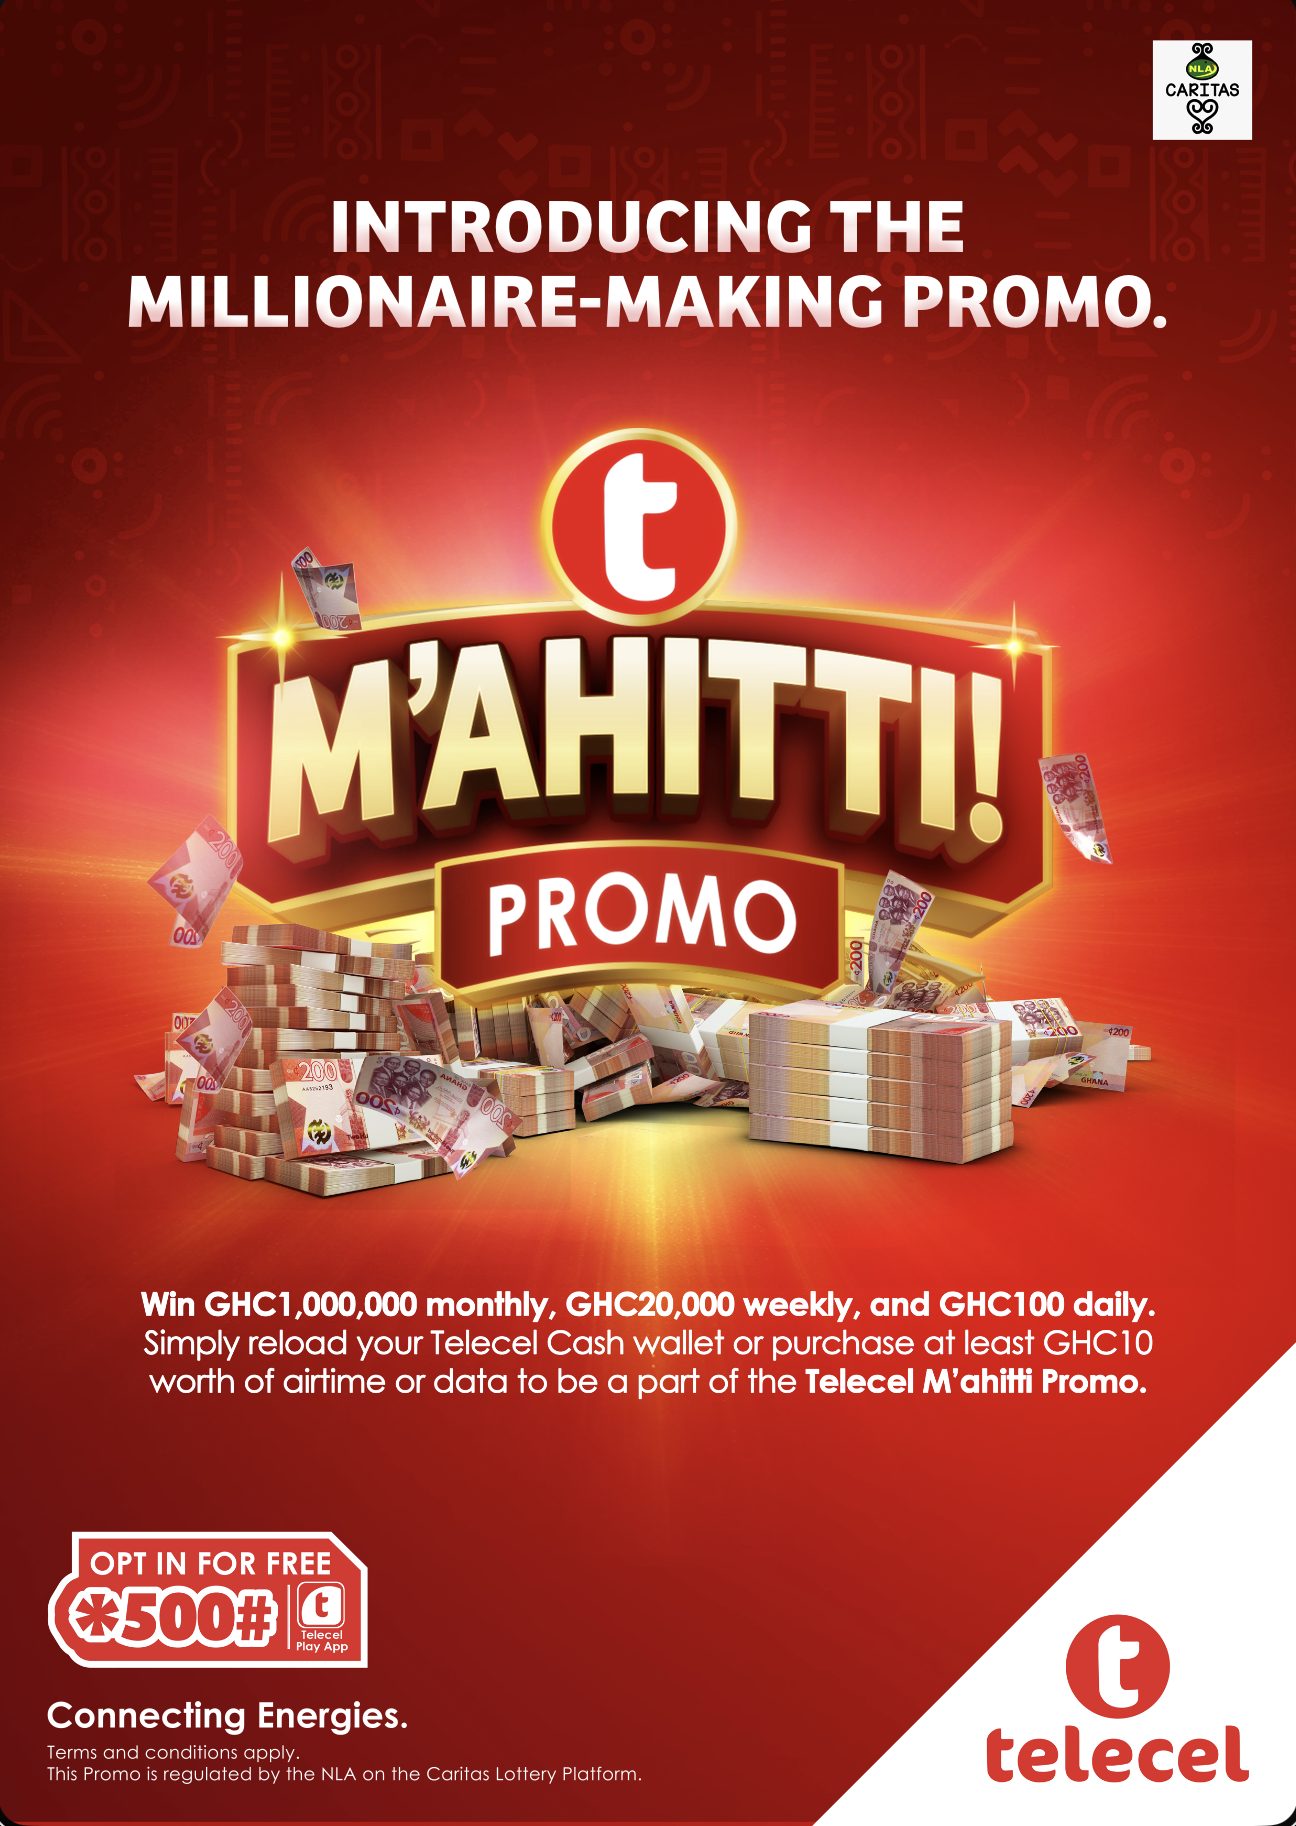 NLA
CARITAS
INTRODUCING THE
MILLIONAIRE-MAKING PROMO.
t
M'AHITTI!
PROMO
Win GHC1,000,000 monthly, GHC20,000 weekly, and GHC100 daily.
Simply reload your Telecel Cash wallet or purchase at least GHC10
worth of airtime or data to be a part of the Telecel M'ahitti Promo.
OPT IN FOR FREE
*500#
t
Telecel
Play App
Connecting Energies.
Terms and conditions apply.
This Promo is regulated by the NLA on the Caritas Lottery Platform.
t
telecel